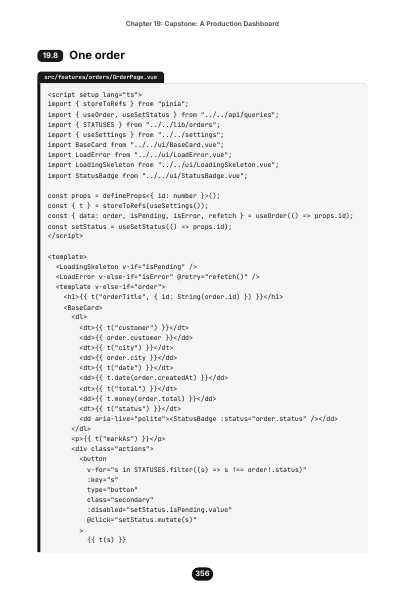 Chapter 19: Capstone: A Production Dashboard
19.8 One order
src/features/orders/OrderPage.vue
<script setup lang="ts">
import { storeToRefs } from "pinia";
import { useOrder, useSetStatus } from "../../api/queries";
import { STATUSES } from "../../lib/orders";
import { useSettings } from "../../settings";
import BaseCard from "../../ui/BaseCard.vue";
import LoadError from "../../ui/LoadError.vue";
import LoadingSkeleton from "../../ui/LoadingSkeleton.vue";
import StatusBadge from "../../ui/StatusBadge.vue";

const props = defineProps<{ id: number }>();
const { t } = storeToRefs(useSettings());
const { data: order, isPending, isError, refetch } = useOrder(() => props.id);
const setStatus = useSetStatus(() => props.id);
</script>

<template>
  <LoadingSkeleton v-if="isPending" />
  <LoadError v-else-if="isError" @retry="refetch()" />
  <template v-else-if="order">
    <h1>{{ t("orderTitle", { id: String(order.id) }) }}</h1>
    <BaseCard>
      <dl>
        <dt>{{ t("customer") }}</dt>
        <dd>{{ order.customer }}</dd>
        <dt>{{ t("city") }}</dt>
        <dd>{{ order.city }}</dd>
        <dt>{{ t("date") }}</dt>
        <dd>{{ t.date(order.createdAt) }}</dd>
        <dt>{{ t("total") }}</dt>
        <dd>{{ t.money(order.total) }}</dd>
        <dt>{{ t("status") }}</dt>
        <dd aria-live="polite"><StatusBadge :status="order.status" /></dd>
      </dl>
      <p>{{ t("markAs") }}</p>
      <div class="actions">
        <button
          v-for="s in STATUSES.filter((s) => s !== order!.status)"
          :key="s"
          type="button"
          class="secondary"
          :disabled="setStatus.isPending.value"
          @click="setStatus.mutate(s)"
        >
          {{ t(s) }}
356